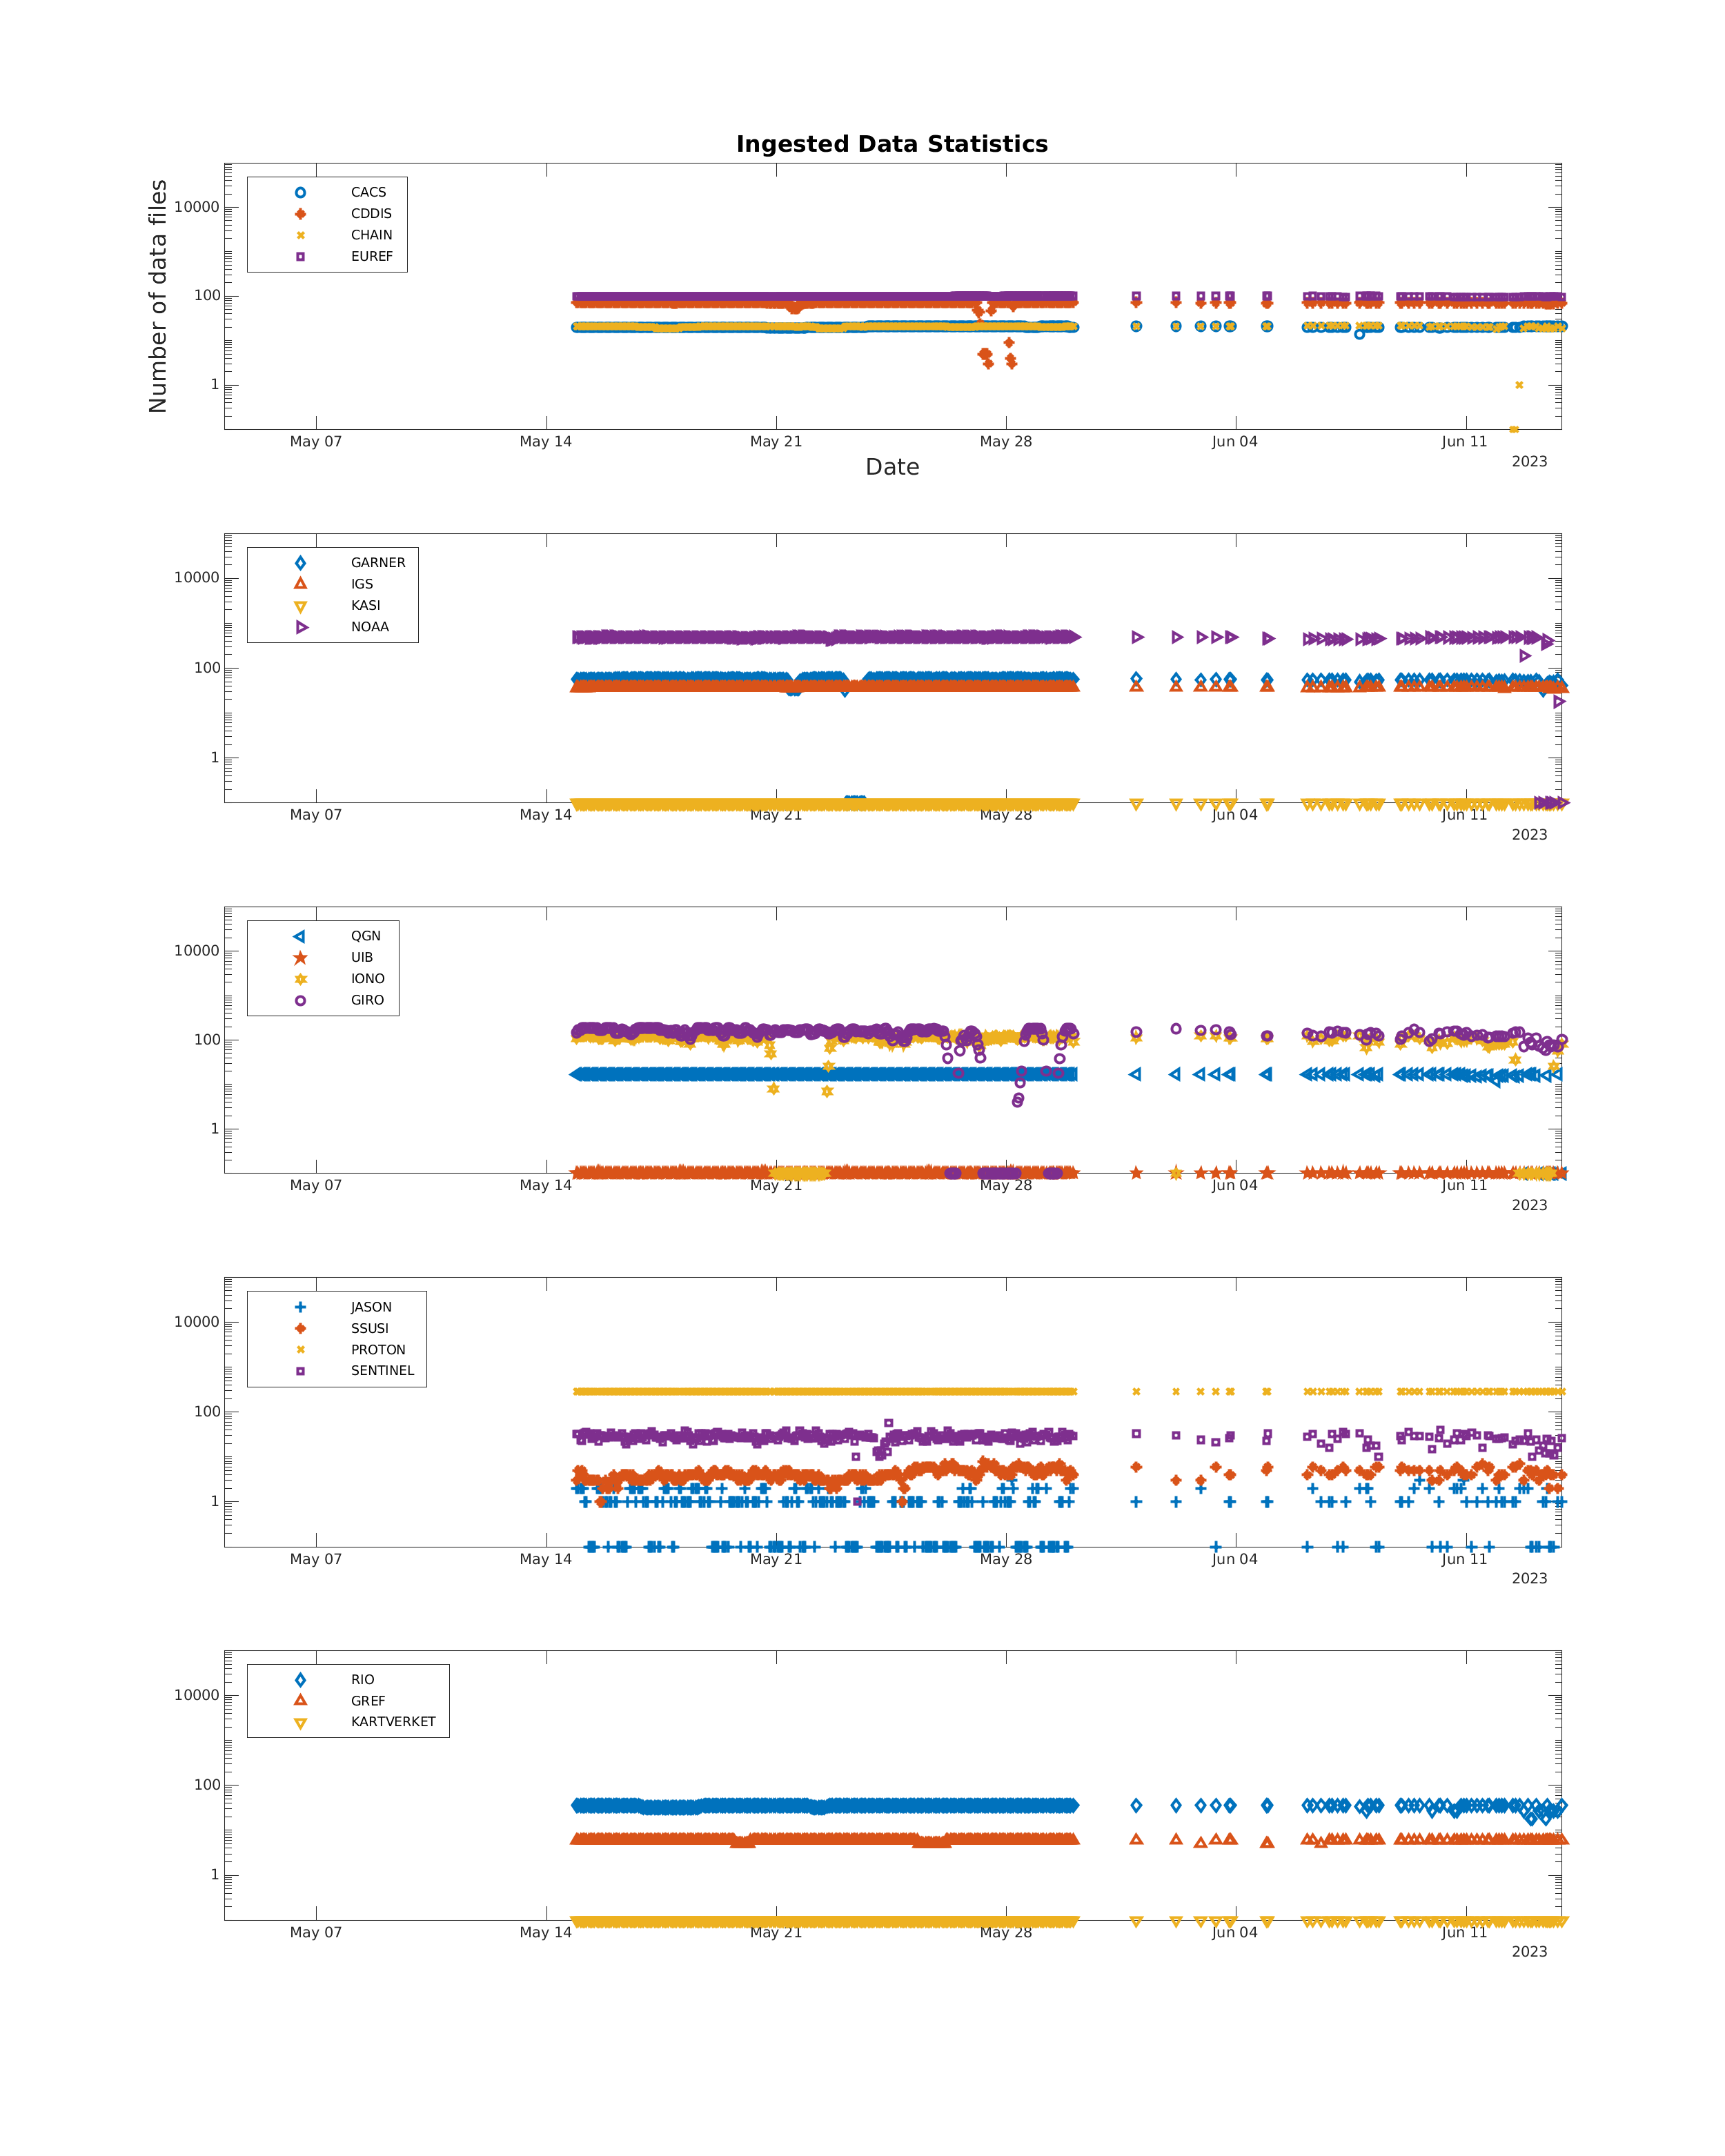 Ingested Data Statistics
Number of data files
10000
100
1
CACS
CDDIS
CHAIN
EUREF
May 07 May 14 May 21 May 28 Jun 04 Jun 11
2023
Date
10000
100
1
GARNER
IGS
KASI
NOAA
May 07 May 14 May 21 May 28 Jun 04 Jun 11
2023
10000
100
1
QGN
UIB
IONO
GIRO
May 07 May 14 May 21 May 28 Jun 04 Jun 11
2023
10000
100
1
JASON
SSUSI
PROTON
SENTINEL
May 07 May 14 May 21 May 28 Jun 04 Jun 11
2023
10000
100
1
RIO
GREF
KARTVERKET
May 07 May 14 May 21 May 28 Jun 04 Jun 11
2023